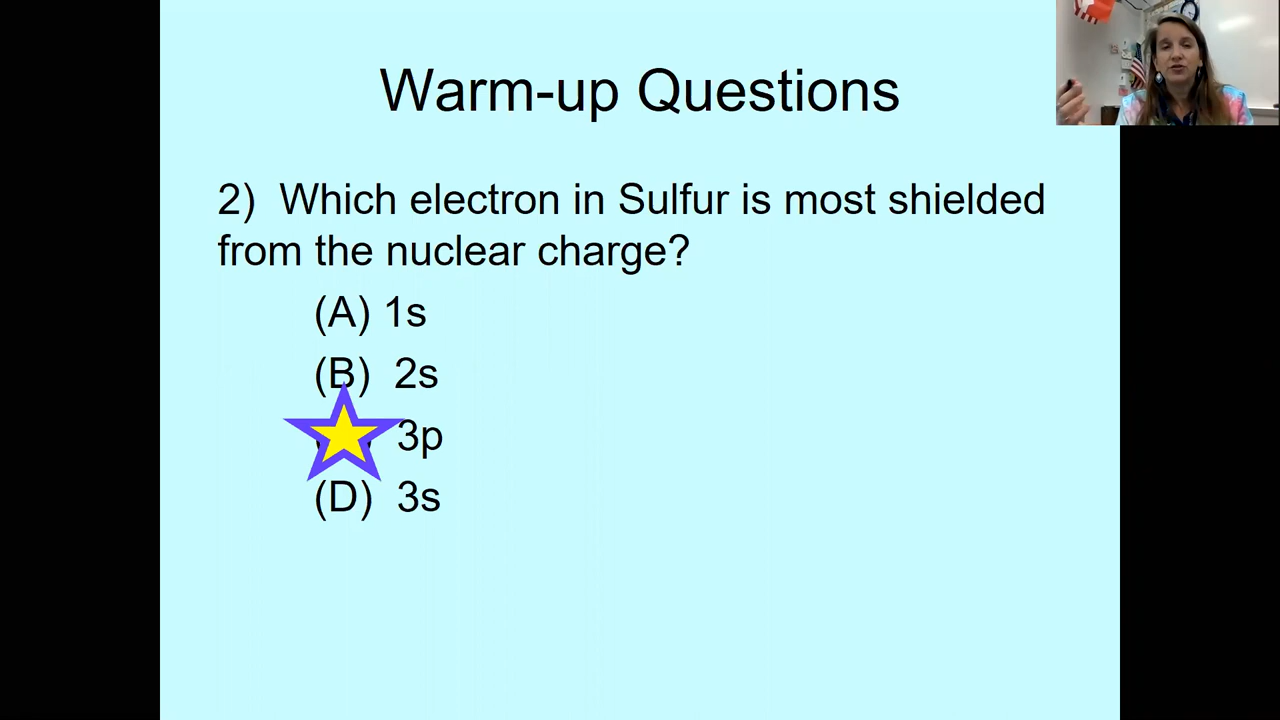 Warm-up Questions
2) Which electron in Sulfur is most shielded
from the nuclear charge?
(A) 1s
(B) 2s
3p
(D) 3s